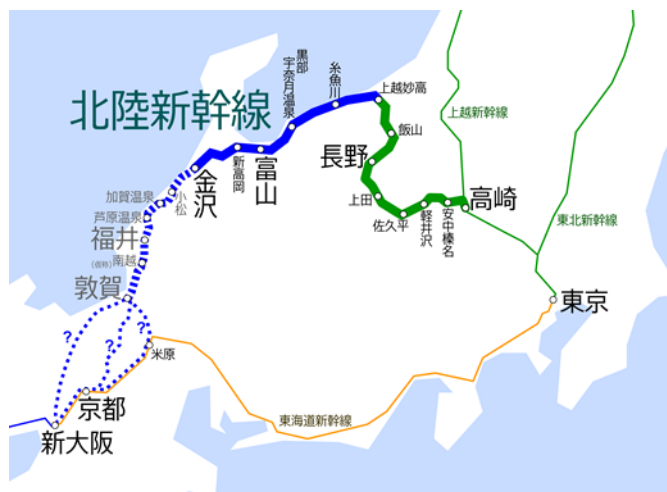 北陸新幹線
黒部
宇奈月温泉
糸魚川
上越妙高
飯山
長野
上田
佐久平
軽井沢
安中榛名
高崎
上越新幹線
東北新幹線
東京
富山
新高岡
金沢
小松
加賀温泉
芦原温泉
福井
(仮称)南越
敦賀
?
?
?
米原
京都
新大阪
東海道新幹線